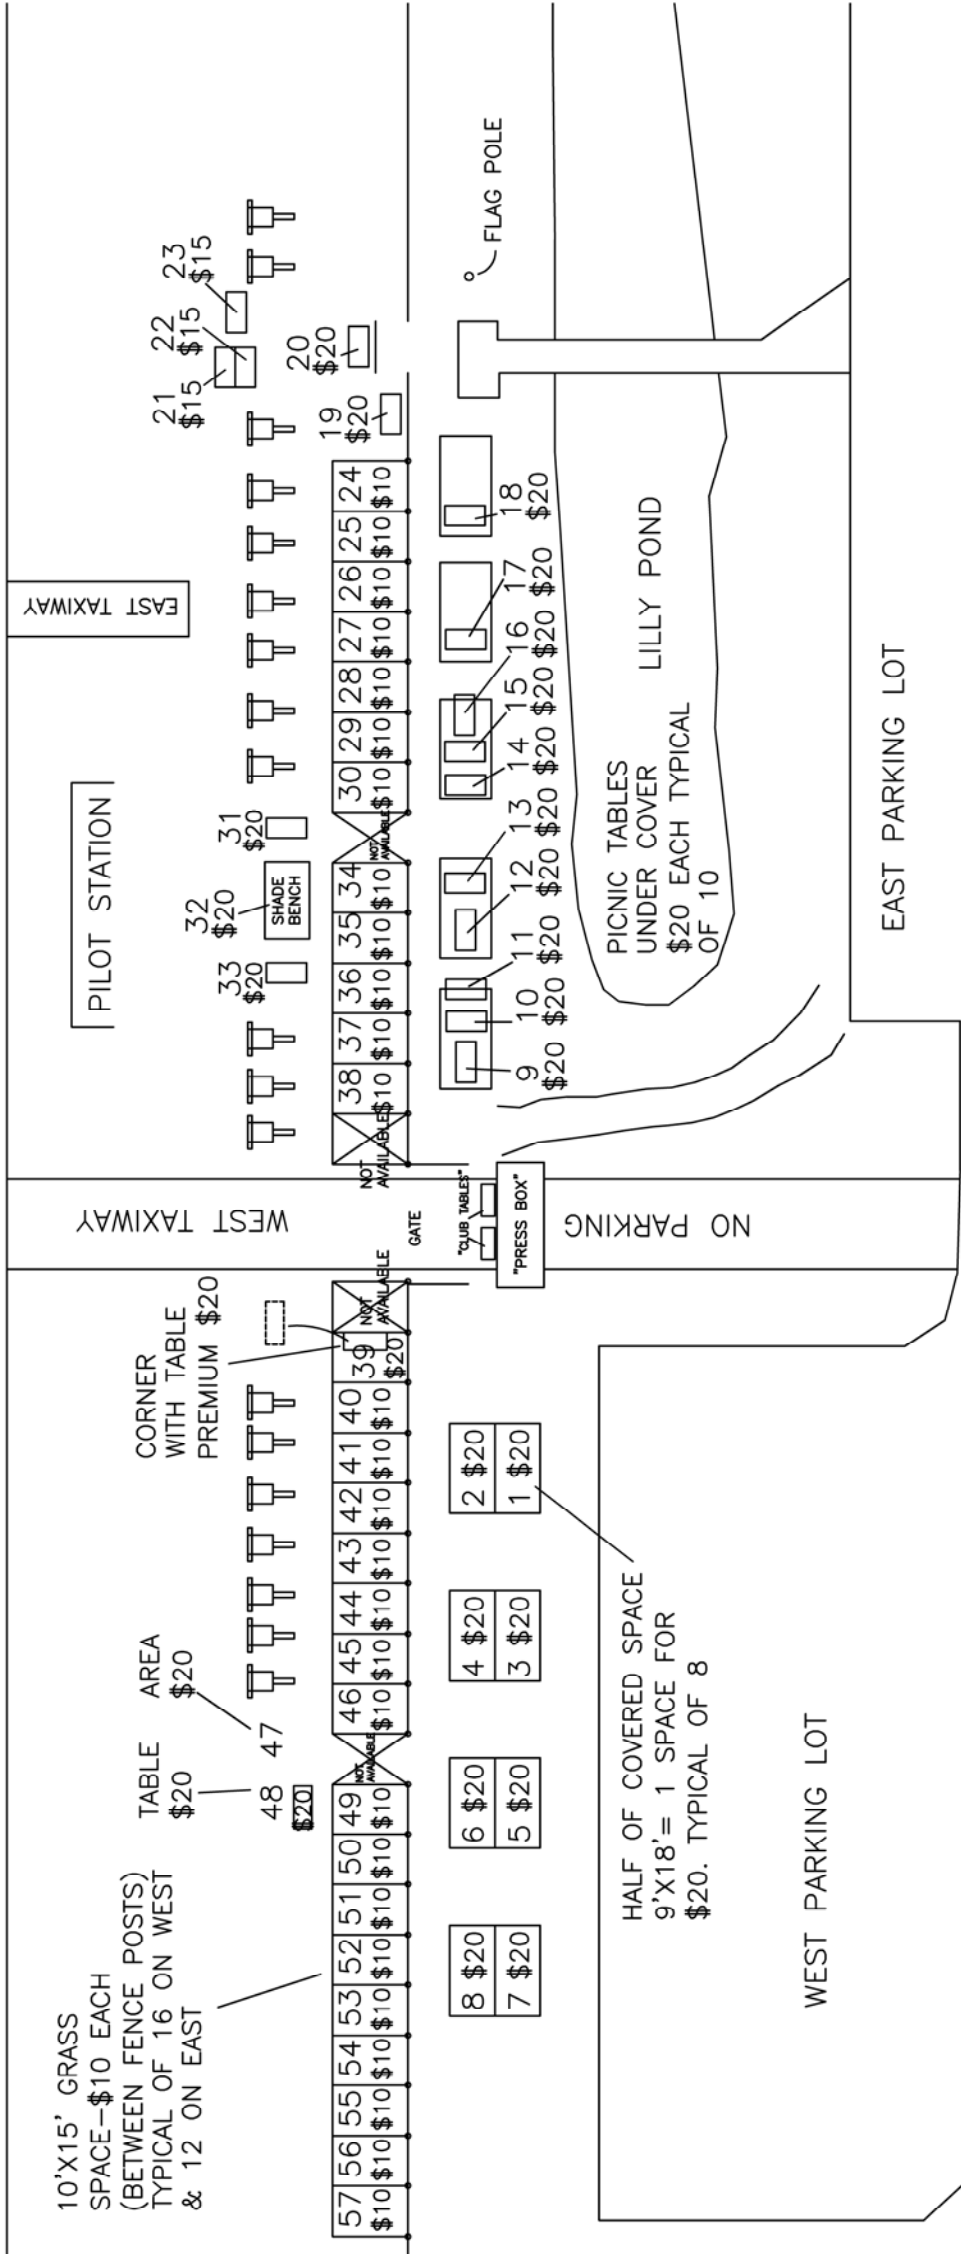 10'X15' GRASS
SPACE-$10 EACH
(BETWEEN FENCE POSTS)
TYPICAL OF 16 ON WEST
& 12 ON EAST
TABLE
$20
AREA
$20
48
$20
47
CORNER
WITH TABLE
PREMIUM $20
WEST TAXIWAY
PILOT STATION
EAST TAXIWAY
33
$20
32
$20
SHADE
BENCH
31
$20
21
$15
22
$15
23
$15
19
$20
20
$20
57
$10
56
$10
55
$10
54
$10
53
$10
52
$10
51
$10
50
$10
49
$10
NOT
AVAILABLE
46
$10
45
$10
44
$10
43
$10
42
$10
41
$10
40
$10
39
$20
NOT
AVAILABLE
GATE
NOT
AVAILABLE
38
$10
37
$10
36
$10
35
$10
34
$10
NOT
AVAILABLE
30
$10
29
$10
28
$10
27
$10
26
$10
25
$10
24
$10
8 $20
7 $20
6 $20
5 $20
4 $20
3 $20
2 $20
1 $20
"CLUB TABLES"
"PRESS BOX"
9
$20
10
$20
11
$20
12
$20
13
$20
14
$20
15
$20
16
$20
17
$20
18
$20
FLAG POLE
HALF OF COVERED SPACE
9'X18'= 1 SPACE FOR
$20. TYPICAL OF 8
NO PARKING
PICNIC TABLES
UNDER COVER
$20 EACH TYPICAL
OF 10
LILLY POND
WEST PARKING LOT
EAST PARKING LOT